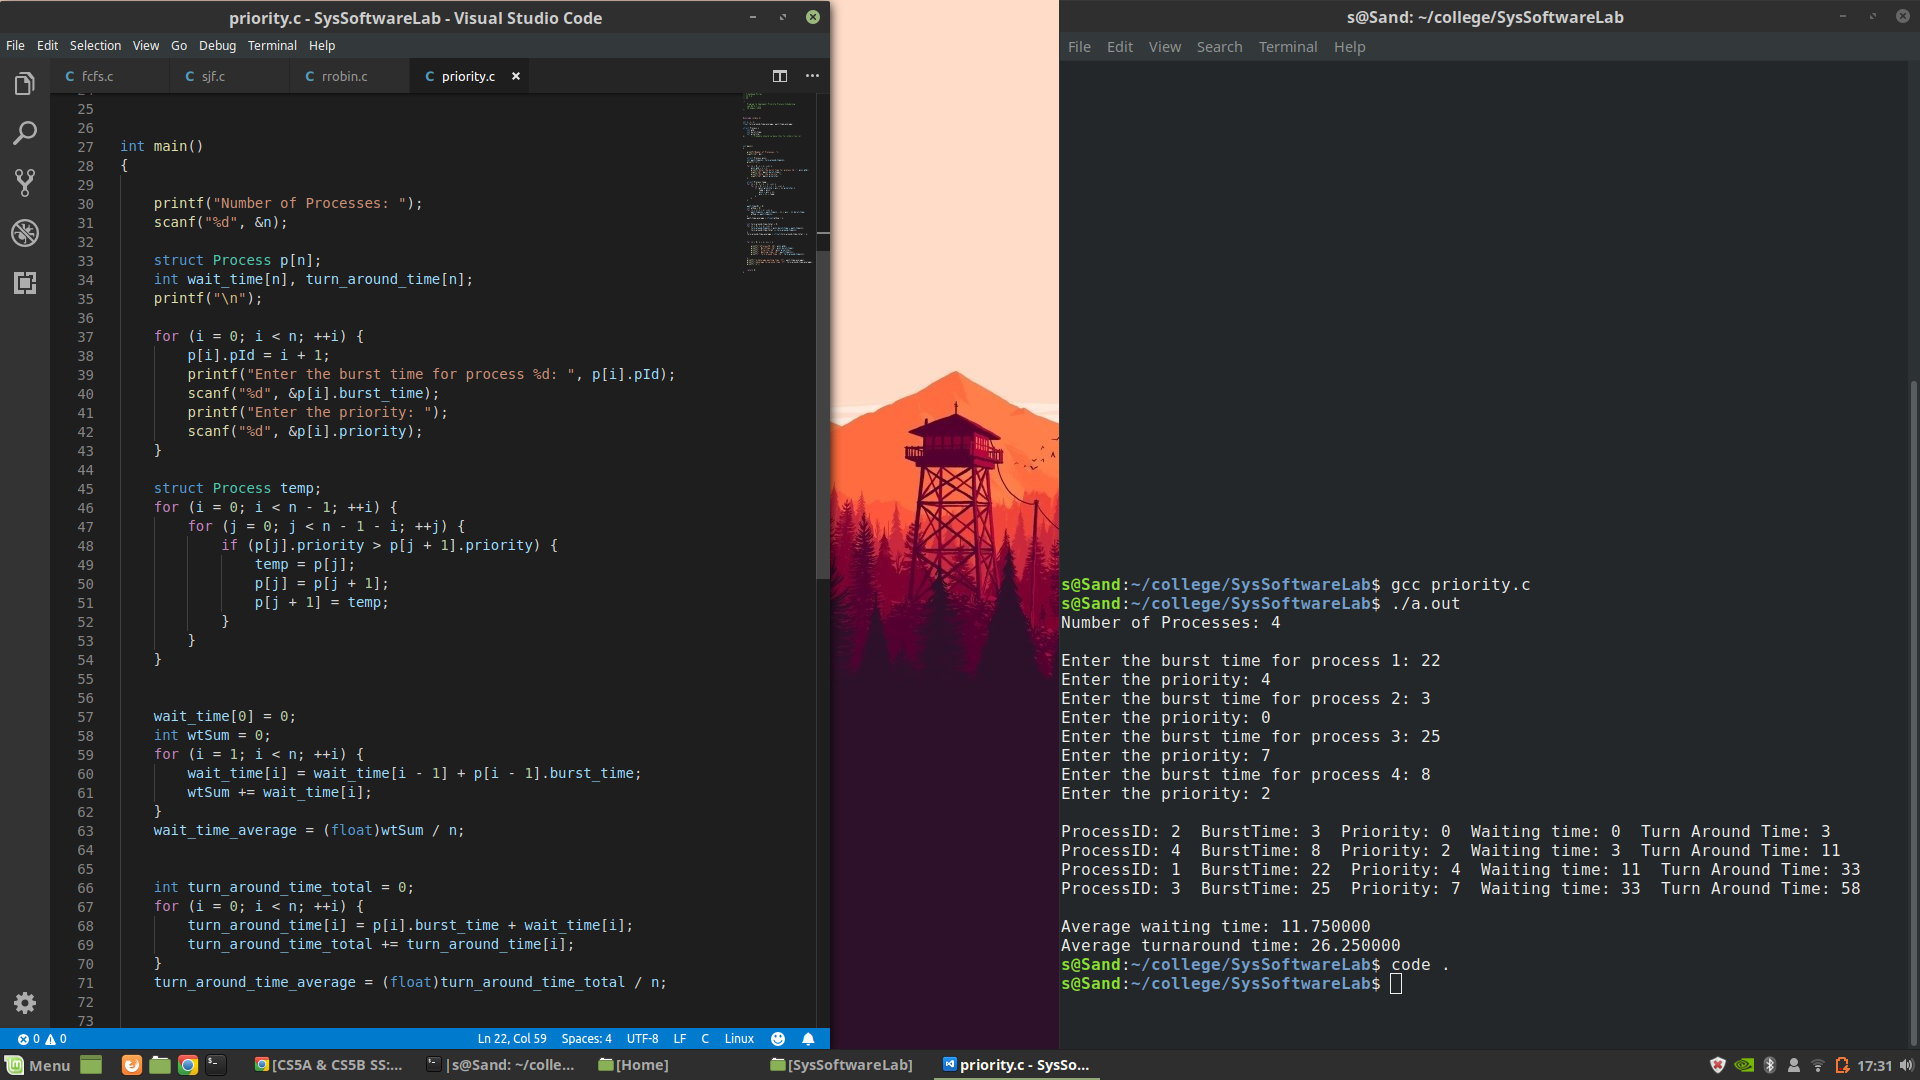 priority.c - SysSoftwareLab - Visual Studio Code
File Edit Selection View Go Debug Terminal Help
C fcfs.c C sjf.c C rrobin.c C priority.c
25
26
27 int main()
28 {
29
30 printf("Number of Processes: ");
31 scanf("%d", &n);
32
33 struct Process p[n];
34 int wait_time[n], turn_around_time[n];
35 printf("\n");
36
37 for (i = 0; i < n; ++i) {
38 p[i].pId = i + 1;
39 printf("Enter the burst time for process %d: ", p[i].pId);
40 scanf("%d", &p[i].burst_time);
41 printf("Enter the priority: ");
42 scanf("%d", &p[i].priority);
43 }
44
45 struct Process temp;
46 for (i = 0; i < n - 1; ++i) {
47 for (j = 0; j < n - 1 - i; ++j) {
48 if (p[j].priority > p[j + 1].priority) {
49 temp = p[j];
50 p[j] = p[j + 1];
51 p[j + 1] = temp;
52 }
53 }
54 }
55
56
57 wait_time[0] = 0;
58 int wtSum = 0;
59 for (i = 1; i < n; ++i) {
60 wait_time[i] = wait_time[i - 1] + p[i - 1].burst_time;
61 wtSum += wait_time[i];
62 }
63 wait_time_average = (float)wtSum / n;
64
65
66 int turn_around_time_total = 0;
67 for (i = 0; i < n; ++i) {
68 turn_around_time[i] = p[i].burst_time + wait_time[i];
69 turn_around_time_total += turn_around_time[i];
70 }
71 turn_around_time_average = (float)turn_around_time_total / n;
72
73
0 0 Ln 22, Col 59 Spaces: 4 UTF-8 LF C Linux
s@Sand: ~/college/SysSoftwareLab
File Edit View Search Terminal Help
s@Sand:~/college/SysSoftwareLab$ gcc priority.c
s@Sand:~/college/SysSoftwareLab$ ./a.out
Number of Processes: 4
Enter the burst time for process 1: 22
Enter the priority: 4
Enter the burst time for process 2: 3
Enter the priority: 0
Enter the burst time for process 3: 25
Enter the priority: 7
Enter the burst time for process 4: 8
Enter the priority: 2
ProcessID: 2 BurstTime: 3 Priority: 0 Waiting time: 0 Turn Around Time: 3
ProcessID: 4 BurstTime: 8 Priority: 2 Waiting time: 3 Turn Around Time: 11
ProcessID: 1 BurstTime: 22 Priority: 4 Waiting time: 11 Turn Around Time: 33
ProcessID: 3 BurstTime: 25 Priority: 7 Waiting time: 33 Turn Around Time: 58
Average waiting time: 11.750000
Average turnaround time: 26.250000
s@Sand:~/college/SysSoftwareLab$ code .
s@Sand:~/college/SysSoftwareLab$
Menu [CS5A & CS5B SS:... |s@Sand: ~/colle... [Home] [SysSoftwareLab] priority.c - SysSo... 17:31